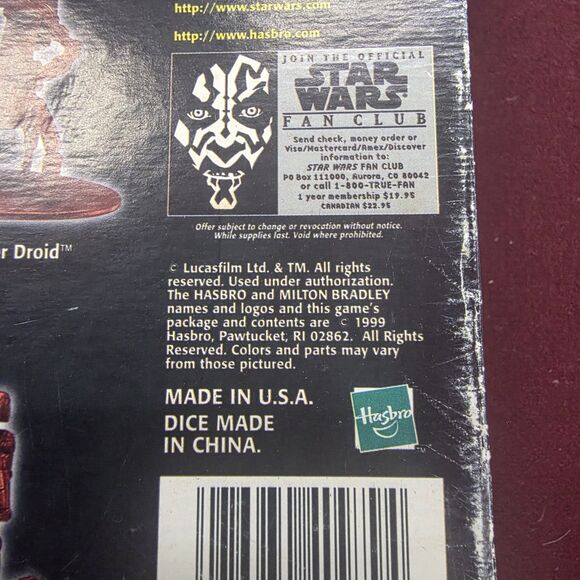 http://www.starwars.com
http://www.hasbro.com
JOIN THE OFFICIAL
STAR
WARS
FAN CLUB
Send check, money order or
Visa/Mastercard/Amex/Discover
information to:
STAR WARS FAN CLUB
PO Box 111000, Aurora, CO 80042
or call 1-800-TRUE-FAN
1 year membership $19.95
CANADIAN $22.95
Offer subject to change or revocation without notice.
While supplies last. Void where prohibited.
r Droid™
© Lucasfilm Ltd. & TM. All rights
reserved. Used under authorization.
The HASBRO and MILTON BRADLEY
names and logos and this game's
package and contents are © 1999
Hasbro, Pawtucket, RI 02862. All Rights
Reserved. Colors and parts may vary
from those pictured.
MADE IN U.S.A.
DICE MADE
IN CHINA.
Hasbro